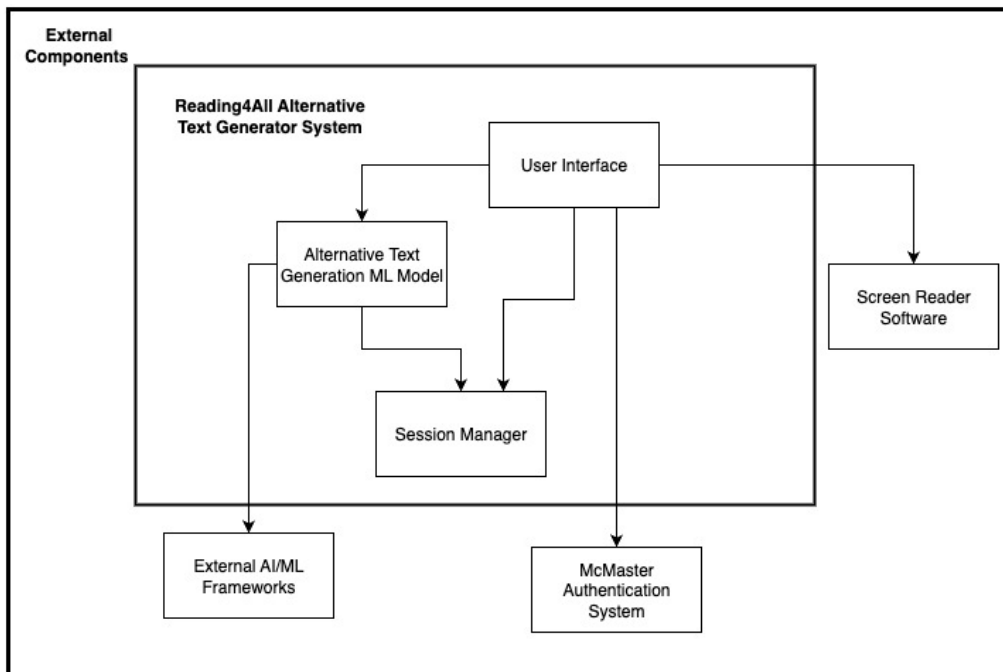 External
Components
Reading4All Alternative
Text Generator System
User Interface
Alternative Text
Generation ML Model
Screen Reader
Software
Session Manager
External AI/ML
Frameworks
McMaster
Authentication
System